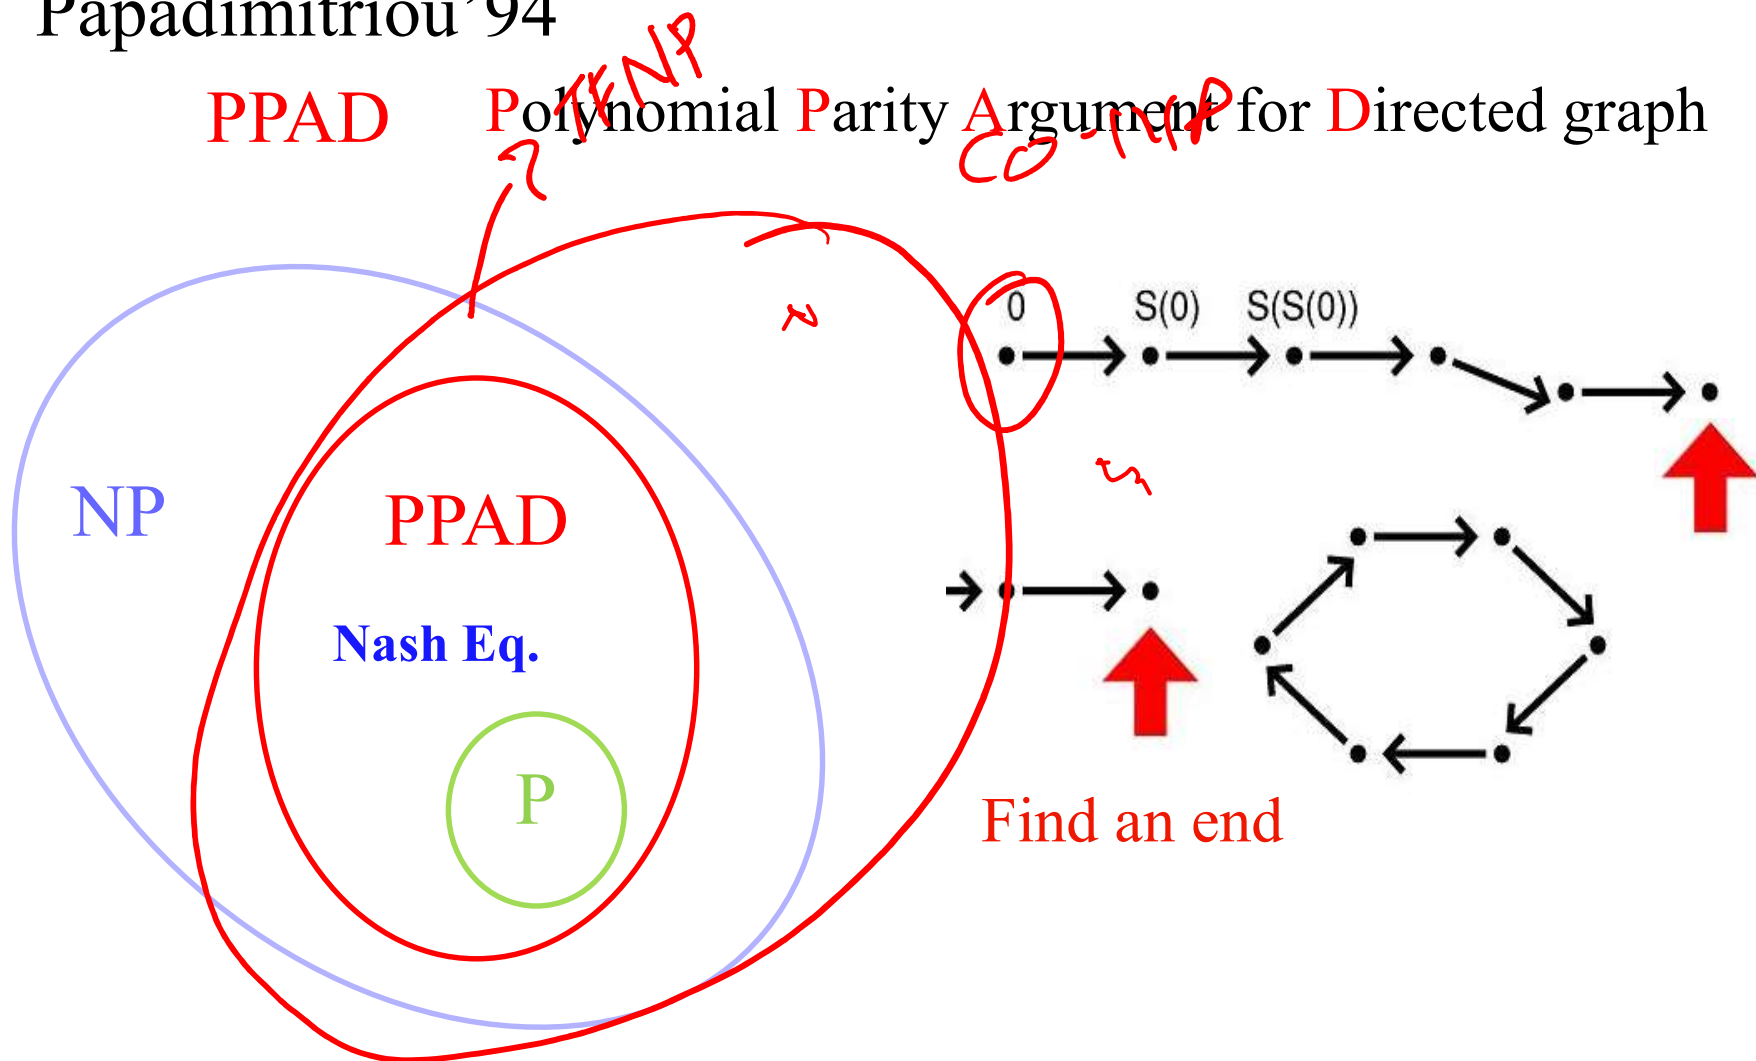 Papadimitriou'94
TFNP
PPAD Polynomial Parity Argument for Directed graph
CO-NP
0 S(0) S(S(0))
NP
PPAD
Nash Eq.
P
Find an end